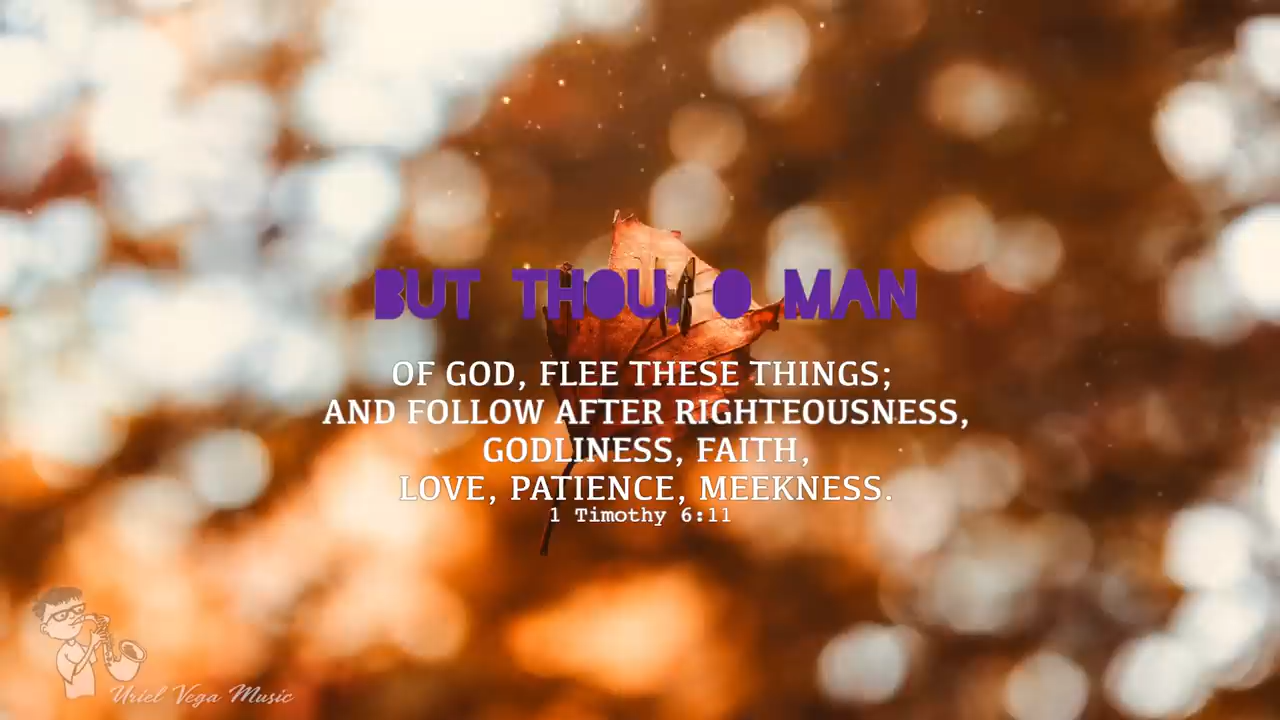 BUT THOU, O MAN
OF GOD, FLEE THESE THINGS;
AND FOLLOW AFTER RIGHTEOUSNESS,
GODLINESS, FAITH,
LOVE, PATIENCE, MEEKNESS.
1 Timothy 6:11
Uriel Vega Music